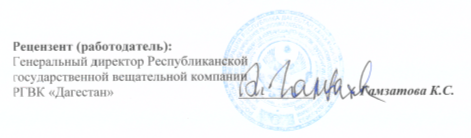 Рецензент (работодатель):
Генеральный директор Республиканской
государственной вещательной компании
РГВК «Дагестан» Гамзатова К.С.